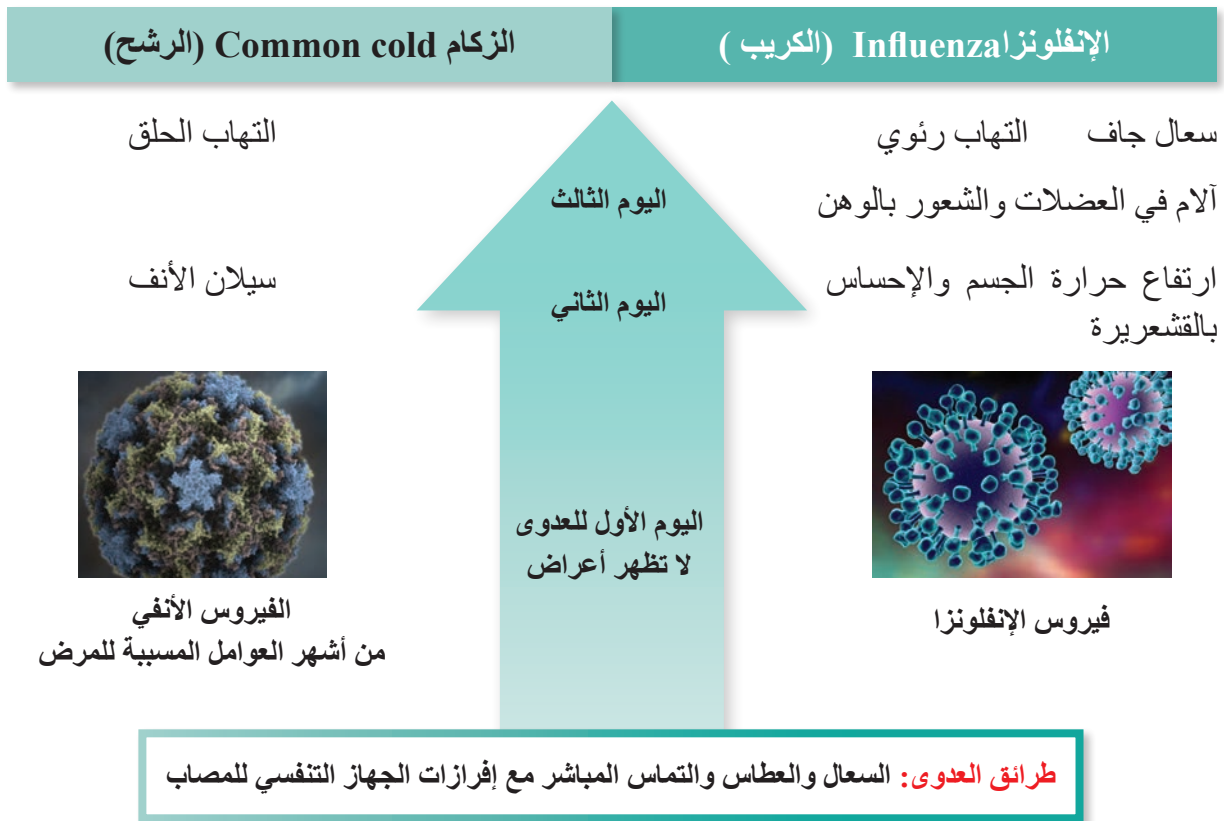 الإنفلونزاInfluenza (الكريب )
الزكام Common cold (الرشح)
سعال جاف التهاب رئوي
آلام في العضلات والشعور بالوهن
ارتفاع حرارة الجسم والإحساس
بالقشعريرة
فيروس الإنفلونزا
اليوم الثالث
اليوم الثاني
اليوم الأول للعدوى
لا تظهر أعراض
التهاب الحلق
سيلان الأنف
الفيروس الأنفي
من أشهر العوامل المسببة للمرض
طرائق العدوى: السعال والعطاس والتماس المباشر مع إفرازات الجهاز التنفسي للمصاب